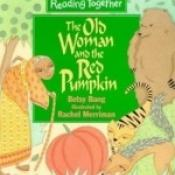 Reading Together
The Old
Woman
and the
Red
Pumpkin
Betsy Bang
Illustrated by
Rachel Merriman